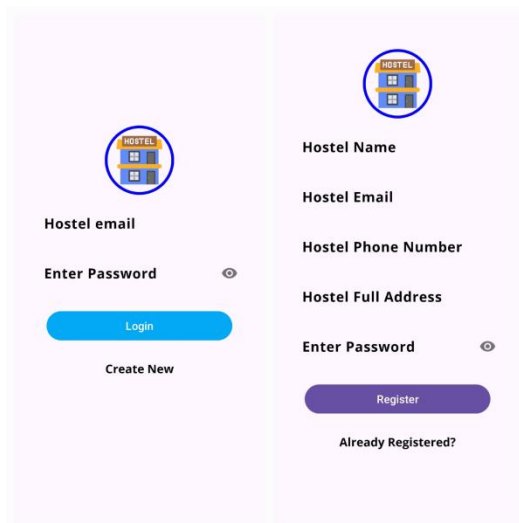 HOSTEL
Hostel email
Enter Password
Login
Create New
HOSTEL
Hostel Name
Hostel Email
Hostel Phone Number
Hostel Full Address
Enter Password
Register
Already Registered?